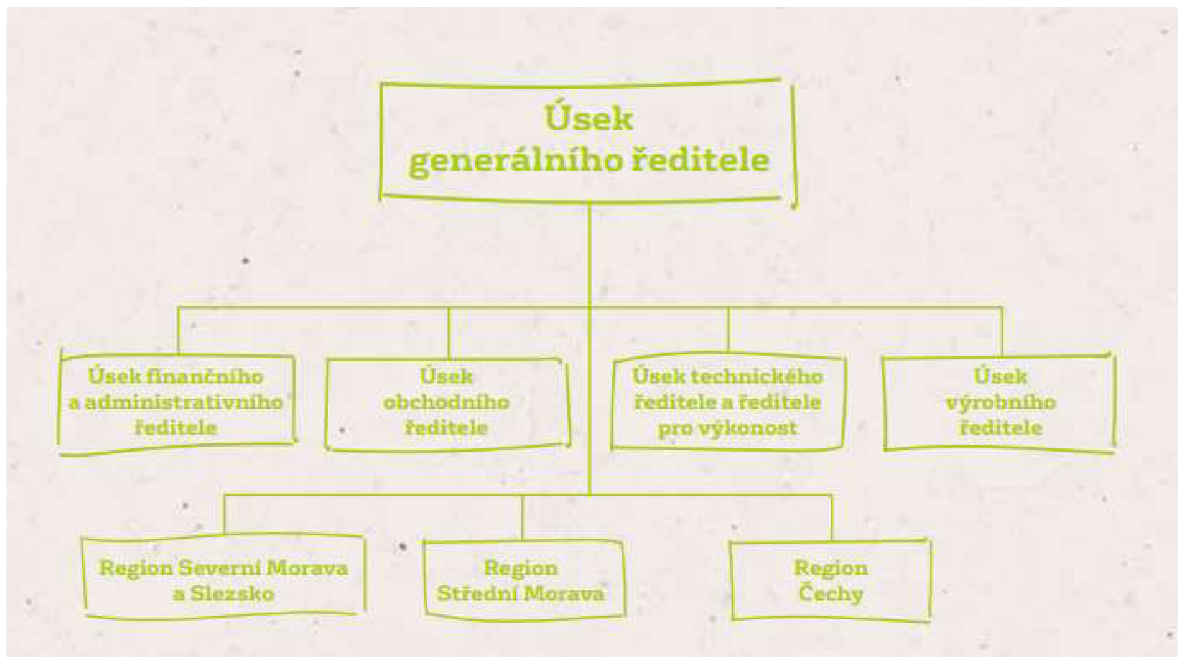 Úsek
generálního ředitele
Úsek finančního
a administrativního
ředitele
Úsek
obchodního
ředitele
Úsek technického
ředitele a ředitele
pro výkonost
Úsek
výrobního
ředitele
Region Severní Morava
a Slezsko
Region
Střední Morava
Region
Čechy